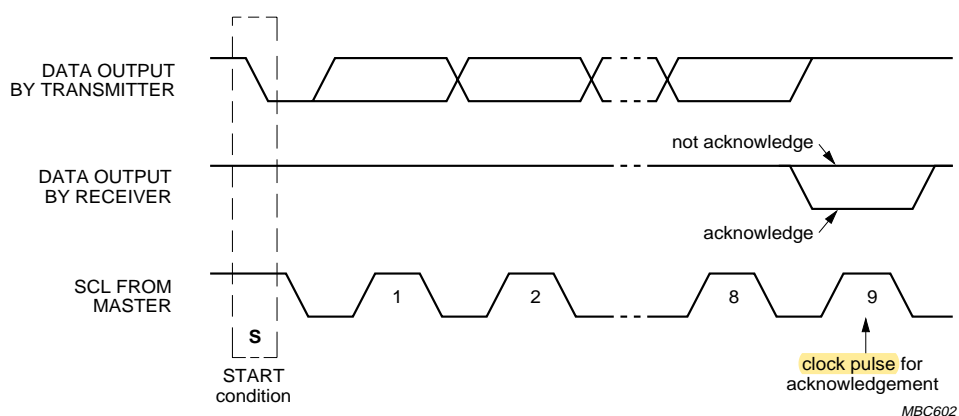 DATA OUTPUT
BY TRANSMITTER
not acknowledge
DATA OUTPUT
BY RECEIVER
acknowledge
SCL FROM
MASTER
1
2
8
9
S
START
condition
clock pulse for
acknowledgement
MBC602